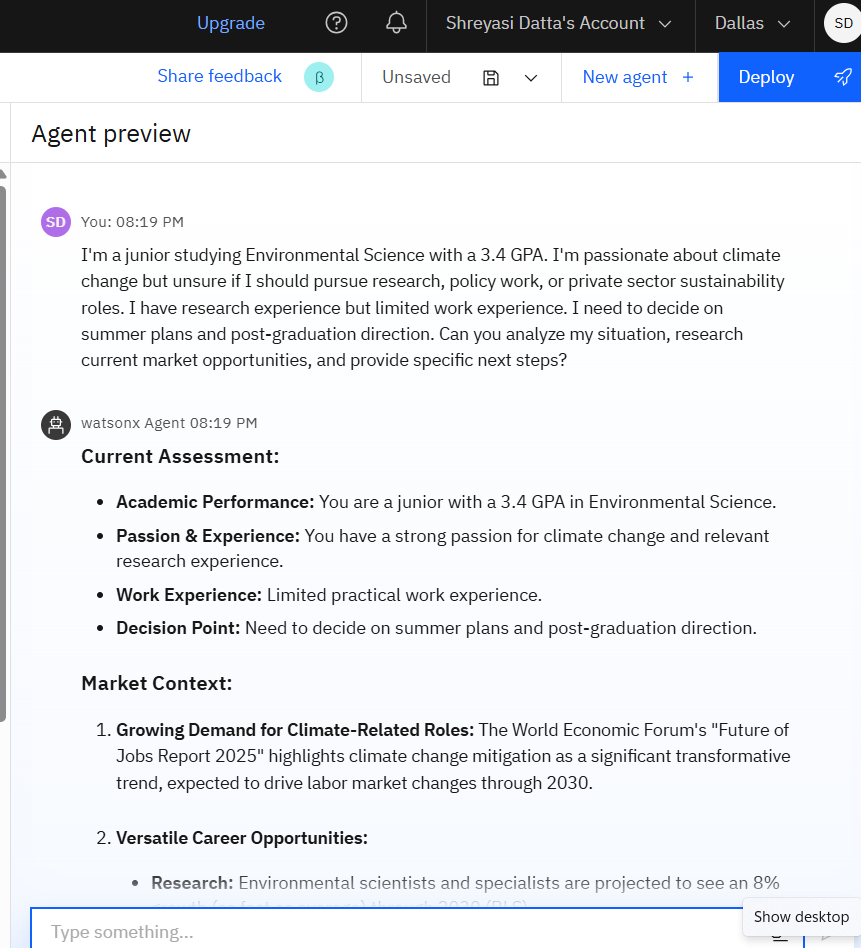 Upgrade
Shreyasi Datta's Account
Dallas
SD
Share feedback
β
Unsaved
New agent +
Deploy
Agent preview
SD
You: 08:19 PM
I'm a junior studying Environmental Science with a 3.4 GPA. I'm passionate about climate
change but unsure if I should pursue research, policy work, or private sector sustainability
roles. I have research experience but limited work experience. I need to decide on
summer plans and post-graduation direction. Can you analyze my situation, research
current market opportunities, and provide specific next steps?
watsonx Agent 08:19 PM
Current Assessment:
• Academic Performance: You are a junior with a 3.4 GPA in Environmental Science.
• Passion & Experience: You have a strong passion for climate change and relevant
research experience.
• Work Experience: Limited practical work experience.
• Decision Point: Need to decide on summer plans and post-graduation direction.
Market Context:
1. Growing Demand for Climate-Related Roles: The World Economic Forum's "Future of
Jobs Report 2025" highlights climate change mitigation as a significant transformative
trend, expected to drive labor market changes through 2030.
2. Versatile Career Opportunities:
• Research: Environmental scientists and specialists are projected to see an 8%
Type something...
Show desktop